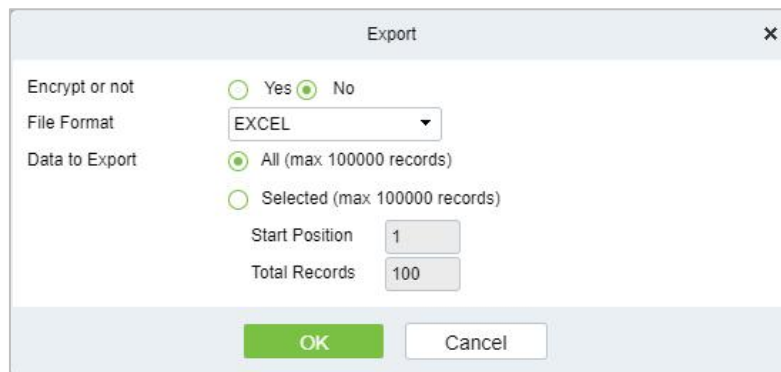 Export
Encrypt or not Yes No
File Format EXCEL
Data to Export All (max 100000 records)
Selected (max 100000 records)
Start Position 1
Total Records 100
OK Cancel